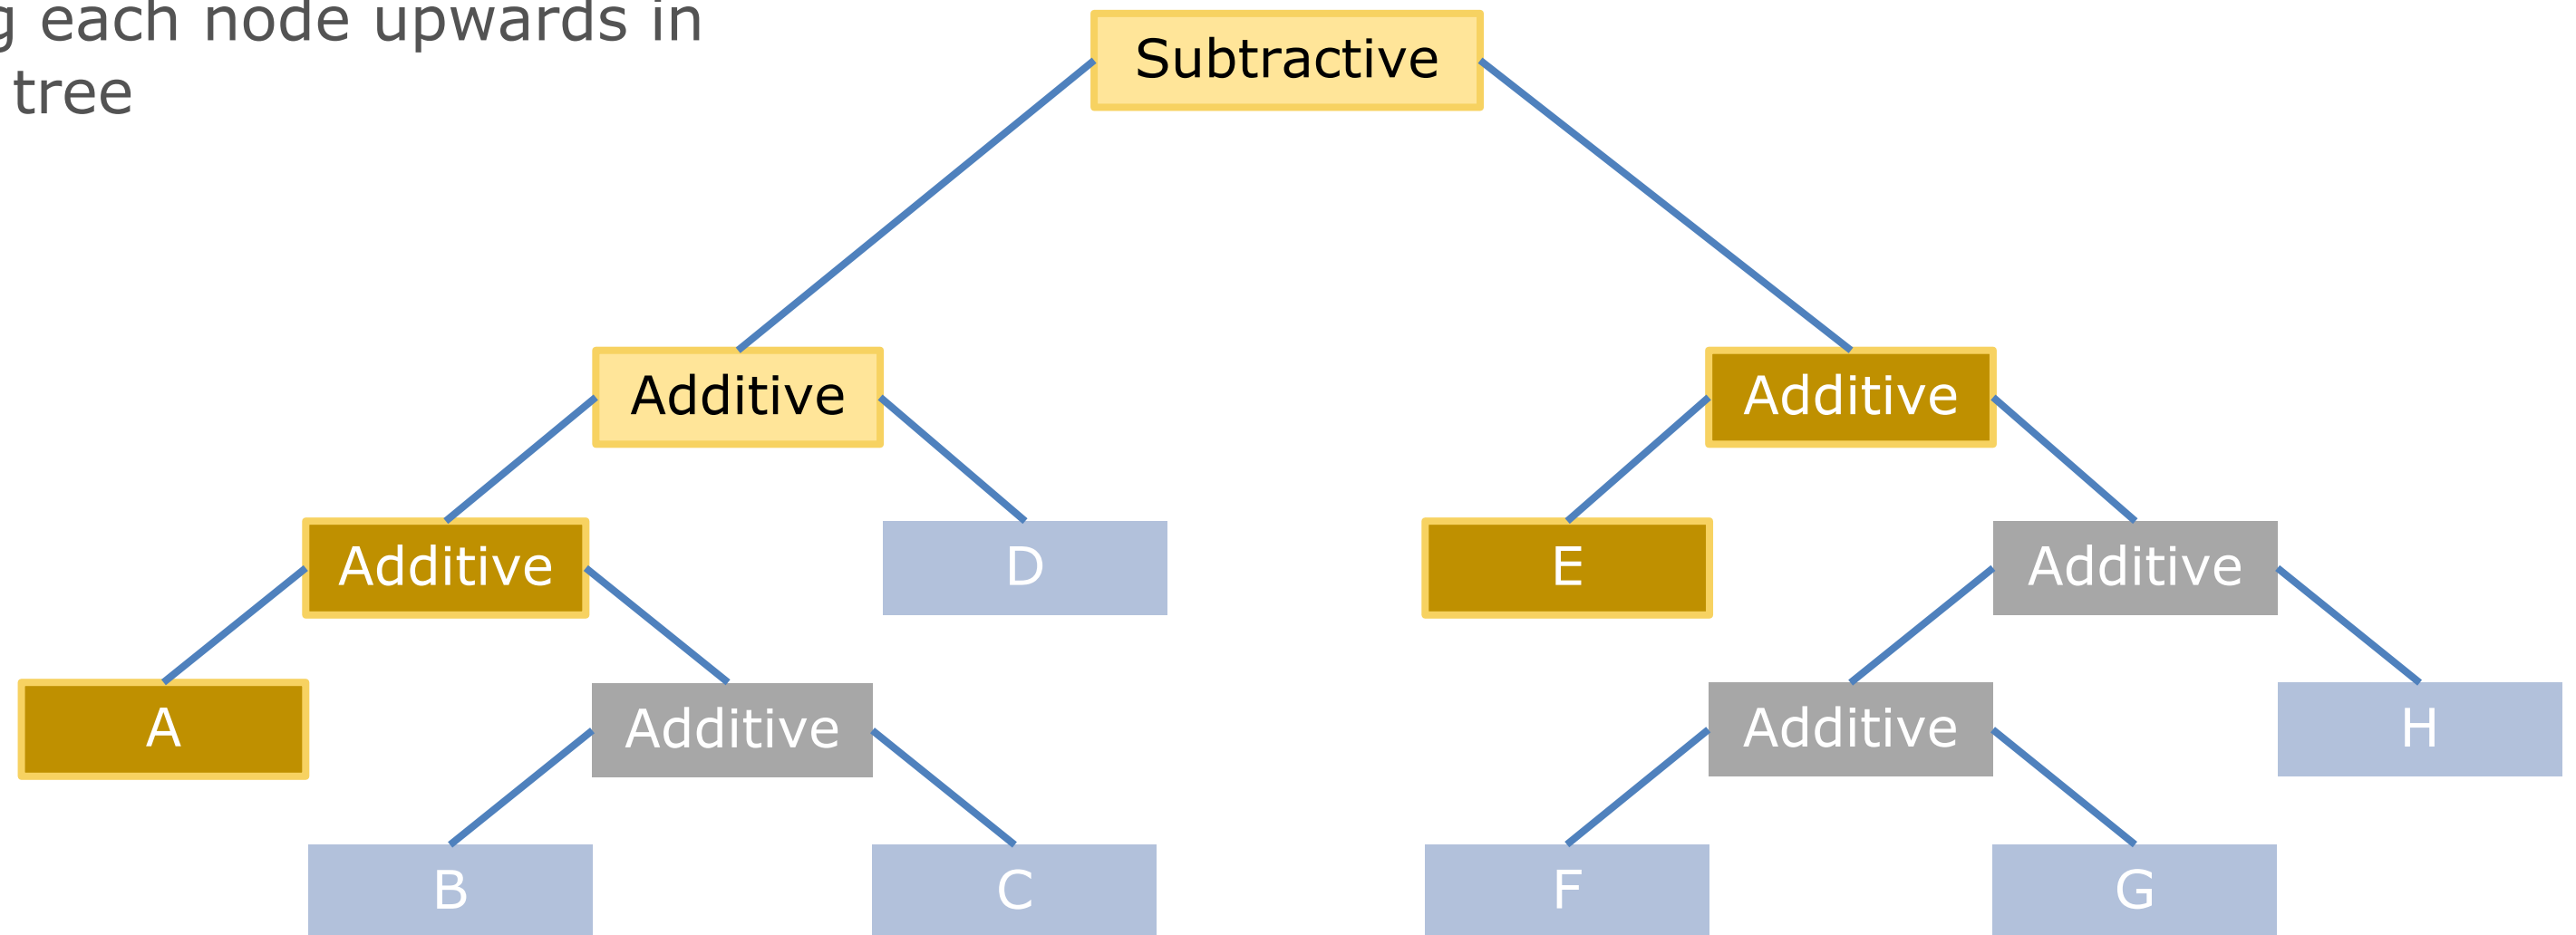 g each node upwards in
tree
Subtractive
Additive
Additive
Additive
D
E
Additive
A
Additive
Additive
H
B
C
F
G